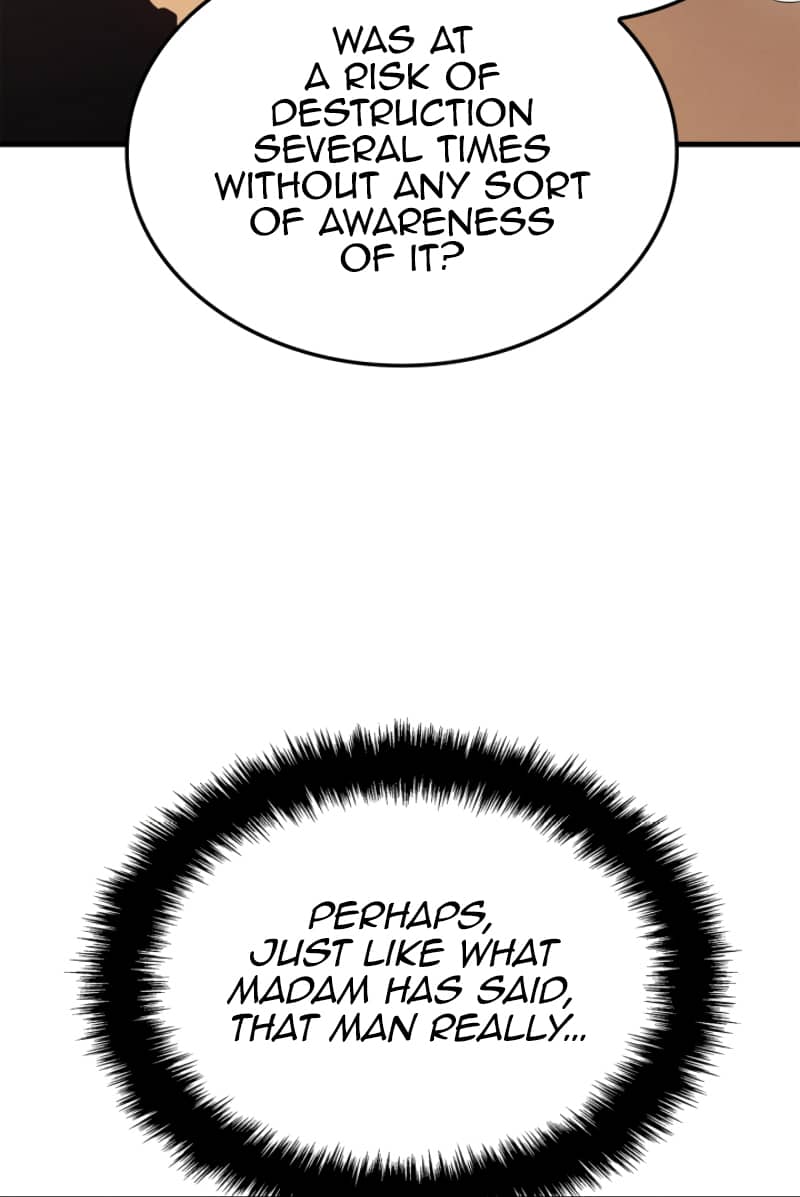 WAS AT
A RISK OF
DESTRUCTION
SEVERAL TIMES
WITHOUT ANY SORT
OF AWARENESS
OF IT?
PERHAPS,
JUST LIKE WHAT
MADAM HAS SAID,
THAT MAN REALLY...